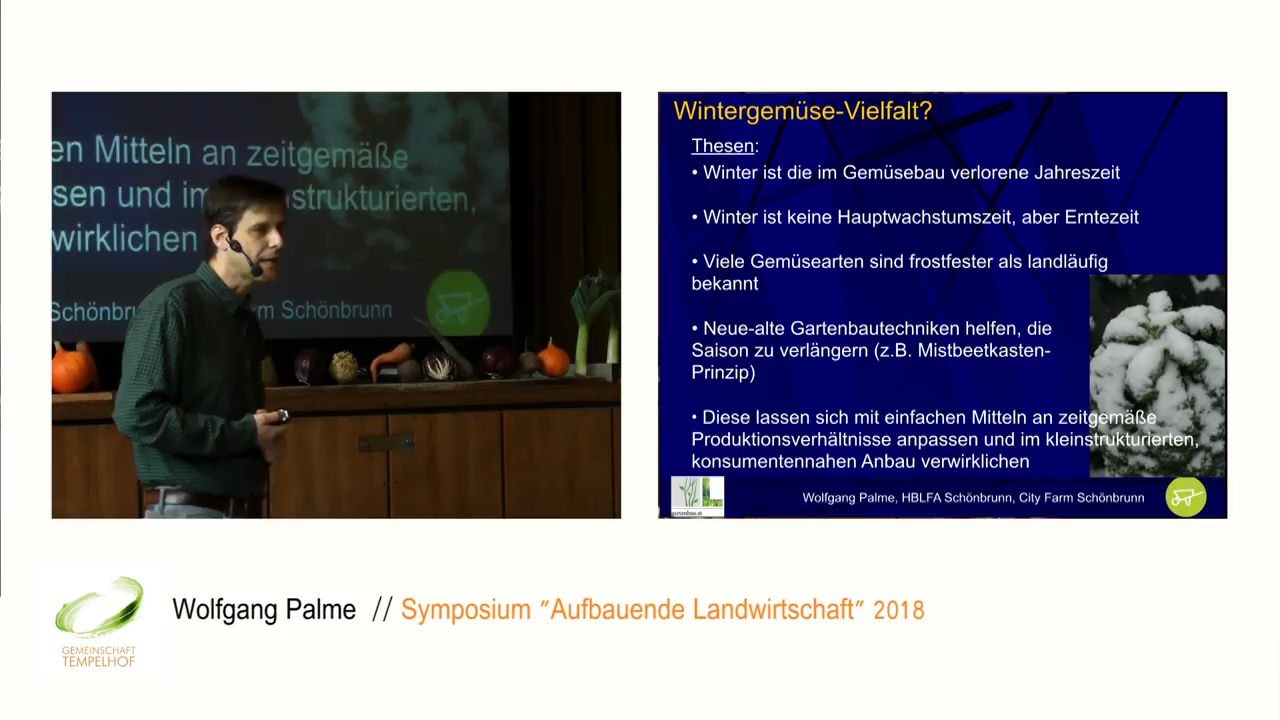 en Mitteln an zeitgemäße
sen und im
nstrukturierten,
wirklichen
Schönbru
m Schönbrunn
Wintergemüse-Vielfalt?
Thesen:
• Winter ist die im Gemüsebau verlorene Jahreszeit
• Winter ist keine Hauptwachstumszeit, aber Erntezeit
• Viele Gemüsearten sind frostfester als landläufig
bekannt
• Neue-alte Gartenbautechniken helfen, die
Saison zu verlängern (z.B. Mistbeetkasten-
Prinzip)
• Diese lassen sich mit einfachen Mitteln an zeitgemäße
Produktionsverhältnisse anpassen und im kleinstrukturierten,
konsumentennahen Anbau verwirklichen
gartenbau.at
Wolfgang Palme, HBLFA Schönbrunn, City Farm Schönbrunn
GEMEINSCHAFT
TEMPELHOF
Wolfgang Palme // Symposium "Aufbauende Landwirtschaft" 2018